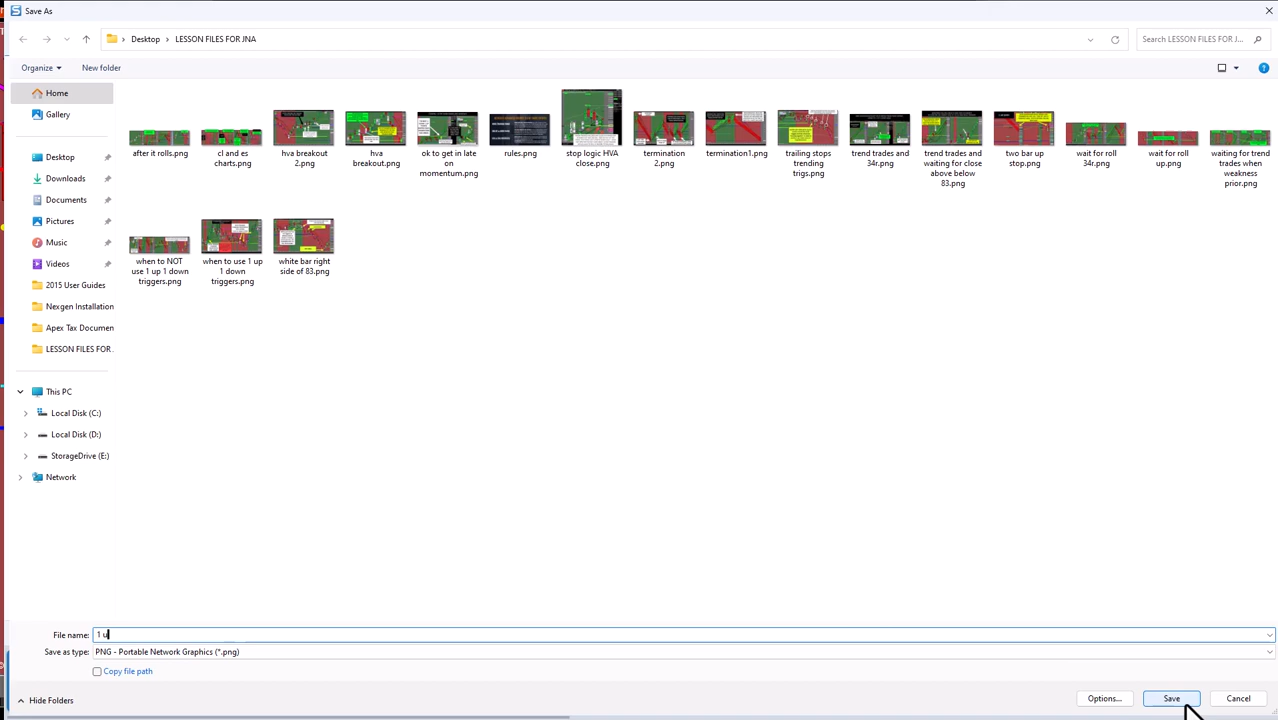 Save As
Desktop
LESSON FILES FOR JNA
Search LESSON FILES FOR J...
Organize
New folder
Home
Gallery
Desktop
Downloads
Documents
Pictures
Music
Videos
2015 User Guides
Nexgen Installation
Apex Tax Documen
LESSON FILES FOR.
This PC
Local Disk (C:)
Local Disk (D:)
StorageDrive (E:)
Network
after it rolls.png
cl and es
charts.png
hva breakout
2.png
hva
breakout.png
ok to get in late
on
momentum.png
rules.png
stop logic HVA
close.png
termination
2.png
termination1.png
trailing stops
trending
trigs.png
trend trades and
34r.png
trend trades and
waiting for close
above below
83.png
two bar up
stop.png
wait for roll
34r.png
wait for roll
up.png
waiting for trend
trades when
weakness
prior.png
when to NOT
use 1 up 1 down
triggers.png
when to use 1 up
1 down
triggers.png
white bar right
side of 83.png
File name:
1 u
Save as type:
PNG - Portable Network Graphics (*.png)
Copy file path
Hide Folders
Options...
Save
Cancel